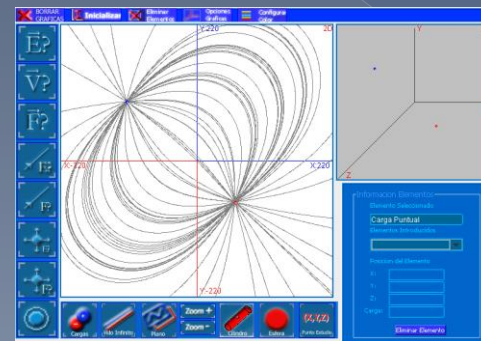 BORRAR GRAFICAS
Inicializar
Eliminar Elementos
Opciones Graficas
Configurar Color
E?
V?
F?
Y,220
2D
X-220
X,220
Y-220
Y
Z
Informacion Elementos
Elemento Seleccionado
Carga Puntual
Elementos Introducidos
Posicion del Elemento
X:
Y:
Z:
Carga:
Eliminar Elemento
Cargas
Hilo Infinito
Plano
Zoom +
Zoom -
Cilindro
Esfera
(X,Y,Z)
Punto Estudio